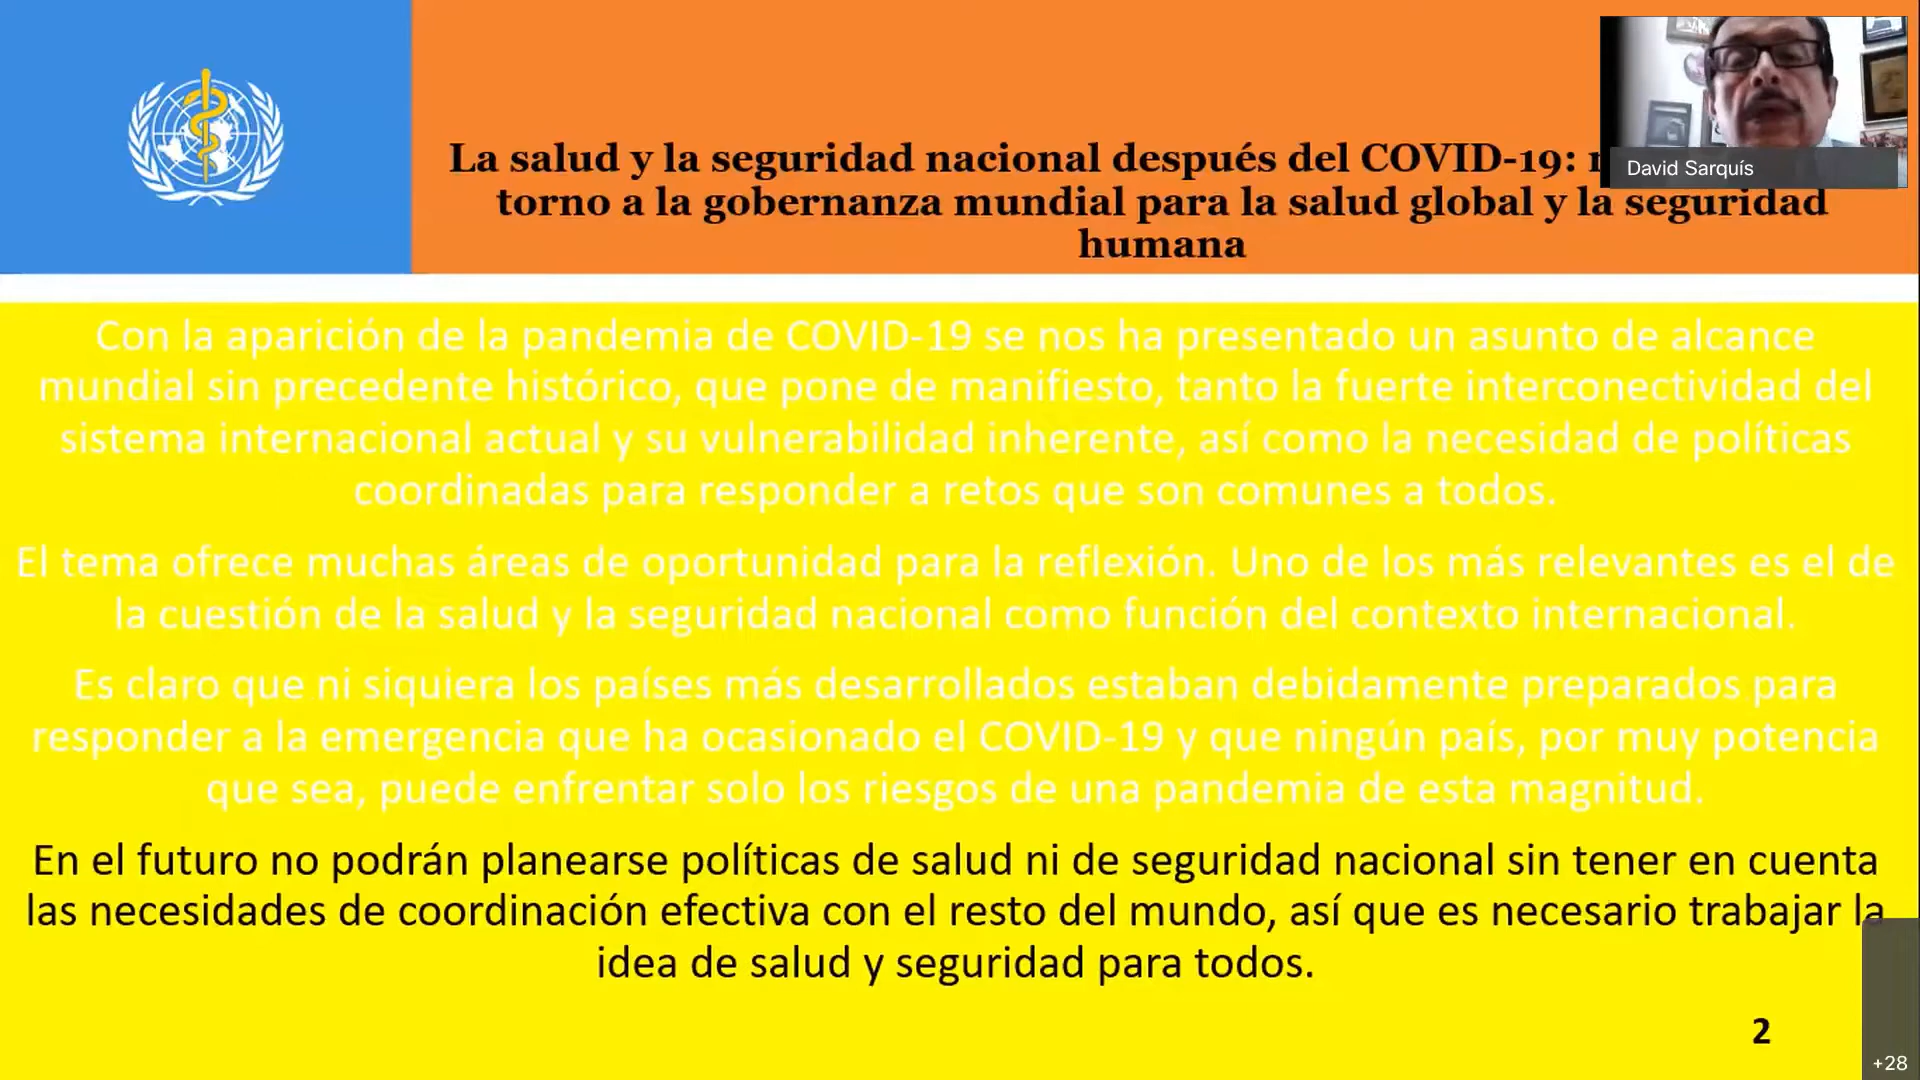 La salud y la seguridad nacional después del COVID-19:
torno a la gobernanza mundial para la salud global y la seguridad
humana
David Sarquís
Con la aparición de la pandemia de COVID-19 se nos ha presentado un asunto de alcance
mundial sin precedente histórico, que pone de manifiesto, tanto la fuerte interconectividad del
sistema internacional actual y su vulnerabilidad inherente, así como la necesidad de políticas
coordinadas para responder a retos que son comunes a todos.
El tema ofrece muchas áreas de oportunidad para la reflexión. Uno de los más relevantes es el de
la cuestión de la salud y la seguridad nacional como función del contexto internacional.
Es claro que ni siquiera los países más desarrollados estaban debidamente preparados para
responder a la emergencia que ha ocasionado el COVID-19 y que ningún país, por muy potencia
que sea, puede enfrentar solo los riesgos de una pandemia de esta magnitud.
En el futuro no podrán planearse políticas de salud ni de seguridad nacional sin tener en cuenta
las necesidades de coordinación efectiva con el resto del mundo, así que es necesario trabajar la
idea de salud y seguridad para todos.
2
+28